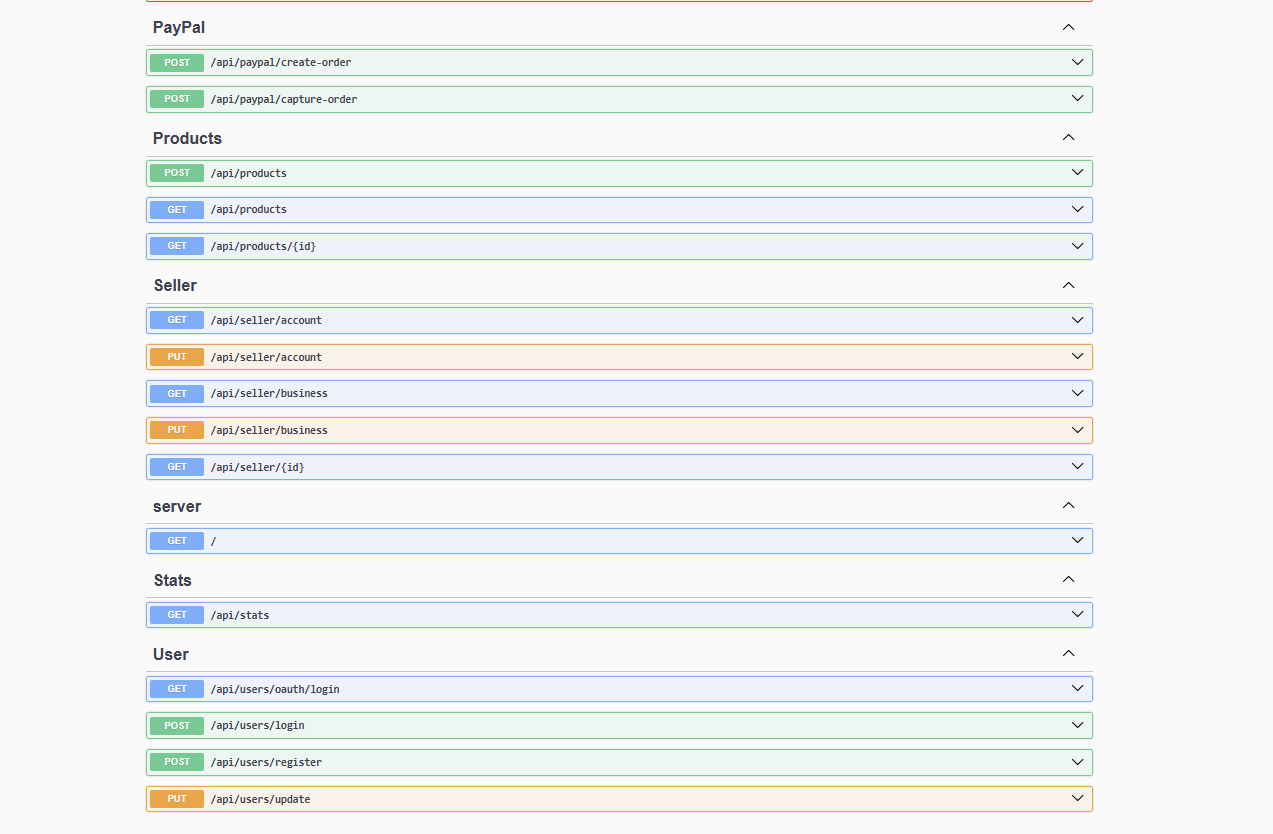 PayPal
POST /api/paypal/create-order
POST /api/paypal/capture-order
Products
POST /api/products
GET /api/products
GET /api/products/{id}
Seller
GET /api/seller/account
PUT /api/seller/account
GET /api/seller/business
PUT /api/seller/business
GET /api/seller/{id}
server
GET /
Stats
GET /api/stats
User
GET /api/users/oauth/login
POST /api/users/login
POST /api/users/register
PUT /api/users/update